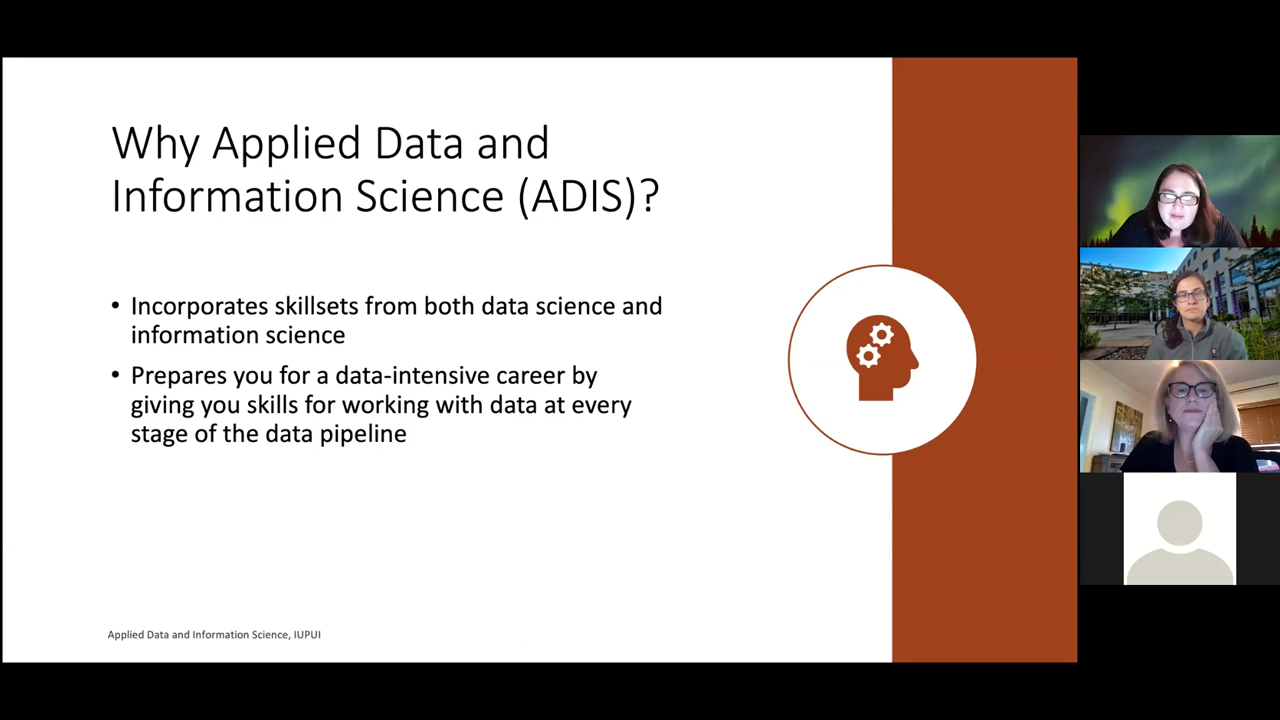 Why Applied Data and
Information Science (ADIS)?
• Incorporates skillsets from both data science and
information science
• Prepares you for a data-intensive career by
giving you skills for working with data at every
stage of the data pipeline
Applied Data and Information Science, IUPUI